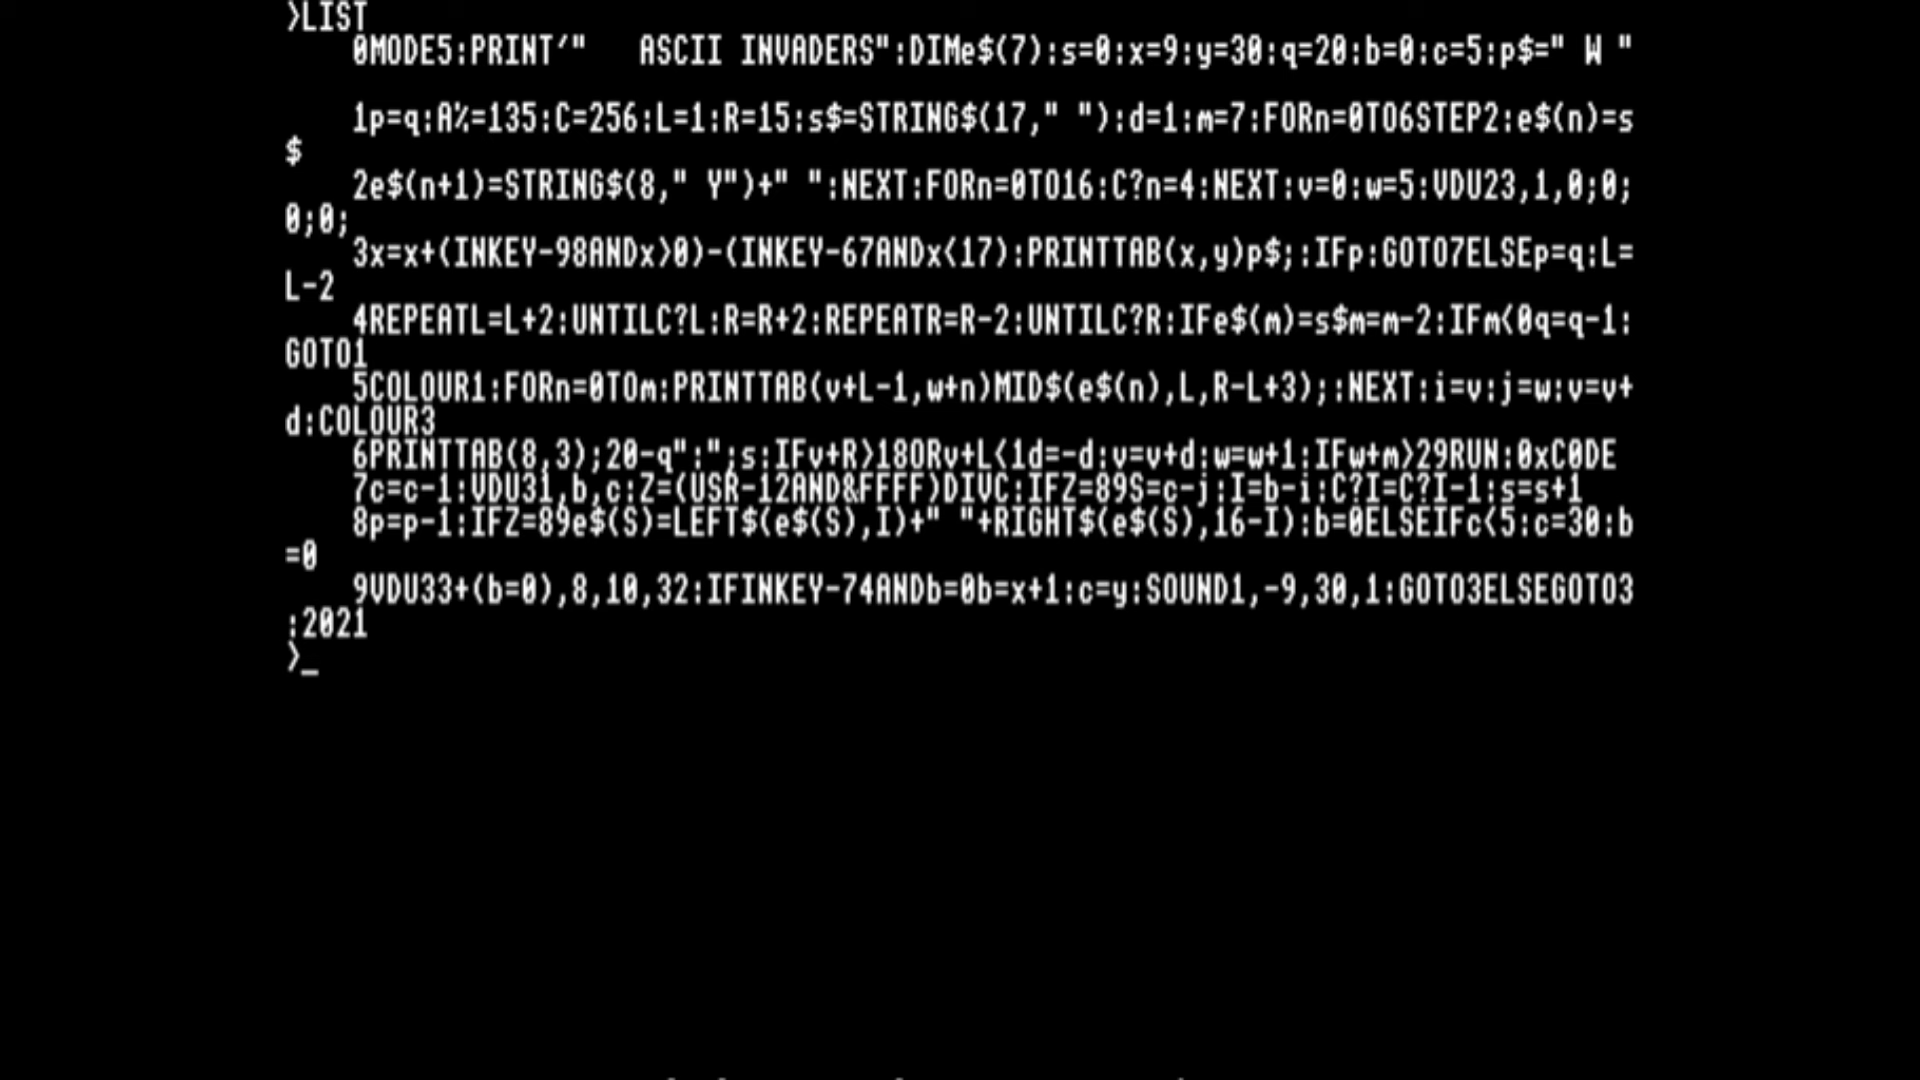 >LIST
0MODE5:PRINT'"   ASCII INVADERS":DIMe$(7):s=0:x=9:y=30:q=20:b=0:c=5:p$=" W "
1p=q:A%=135:C=256:L=1:R=15:s$=STRING$(17," "):d=1:m=7:FORn=0TO6STEP2:e$(n)=s
$
2e$(n+1)=STRING$(8," Y")+" ":NEXT:FORn=0TO16:C?n=4:NEXT:v=0:w=5:VDU23,1,0;0;
0;0;
3x=x+(INKEY-98ANDx>0)-(INKEY-67ANDx<17):PRINTTAB(x,y)p$;:IFp:GOTO7ELSEp=q:L=
L-2
4REPEATL=L+2:UNTILC?L:R=R+2:REPEATR=R-2:UNTILC?R:IFe$(m)=s$m=m-2:IFm<0q=q-1:
GOTO1
5COLOUR1:FORn=0TOm:PRINTTAB(v+L-1,w+n)MID$(e$(n),L,R-L+3);:NEXT:i=v:j=w:v=v+
d:COLOUR3
6PRINTTAB(8,3);20-q":";s:IFv+R>18ORv+L<1d=-d:v=v+d:w=w+1:IFw+m>29RUN:0xC0DE
7c=c-1:VDU31,b,c:Z=(USR-12AND&FFFF)DIVC:IFZ=89S=c-j:I=b-i:C?I=C?I-1:s=s+1
8p=p-1:IFZ=89e$(S)=LEFT$(e$(S),I)+" "+RIGHT$(e$(S),16-I):b=0ELSEIFc<5:c=30:b
=0
9VDU33+(b=0),8,10,32:IFINKEY-74ANDb=0b=x+1:c=y:SOUND1,-9,30,1:GOTO3ELSEGOTO3
:2021
>_